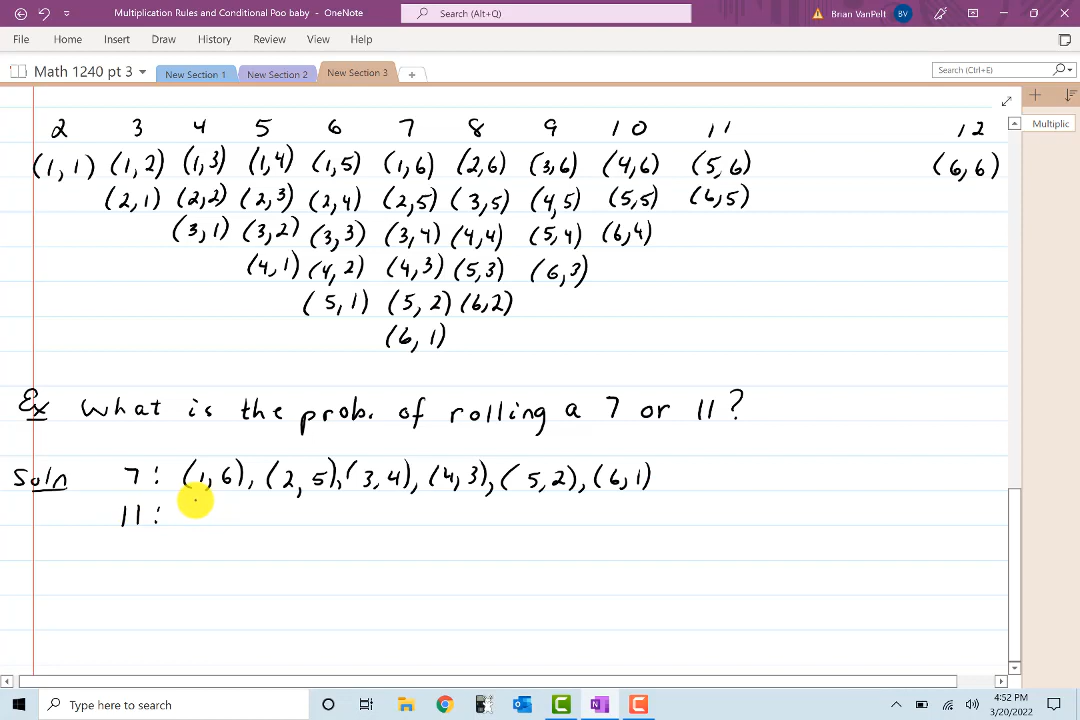 Multiplication Rules and Conditional Poo baby - OneNote
Search (Alt+Q)
Brian VanPelt BV
File Home Insert Draw History Review View Help
Math 1240 pt 3 New Section 1 New Section 2 New Section 3
Search (Ctrl+E)
Multiplic
2 3 4 5 6 7 8 9 10 11 12
(1,1) (1,2) (1,3) (1,4) (1,5) (1,6) (2,6) (3,6) (4,6) (5,6) (6,6)
(2,1) (2,2) (2,3) (2,4) (2,5) (3,5) (4,5) (5,5) (6,5)
(3,1) (3,2) (3,3) (3,4) (4,4) (5,4) (6,4)
(4,1) (4,2) (4,3) (5,3) (6,3)
(5,1) (5,2) (6,2)
(6,1)
Ex What is the prob. of rolling a 7 or 11?
Soln 7: (1,6), (2,5), (3,4), (4,3), (5,2), (6,1)
11:
Type here to search
4:52 PM
3/20/2022